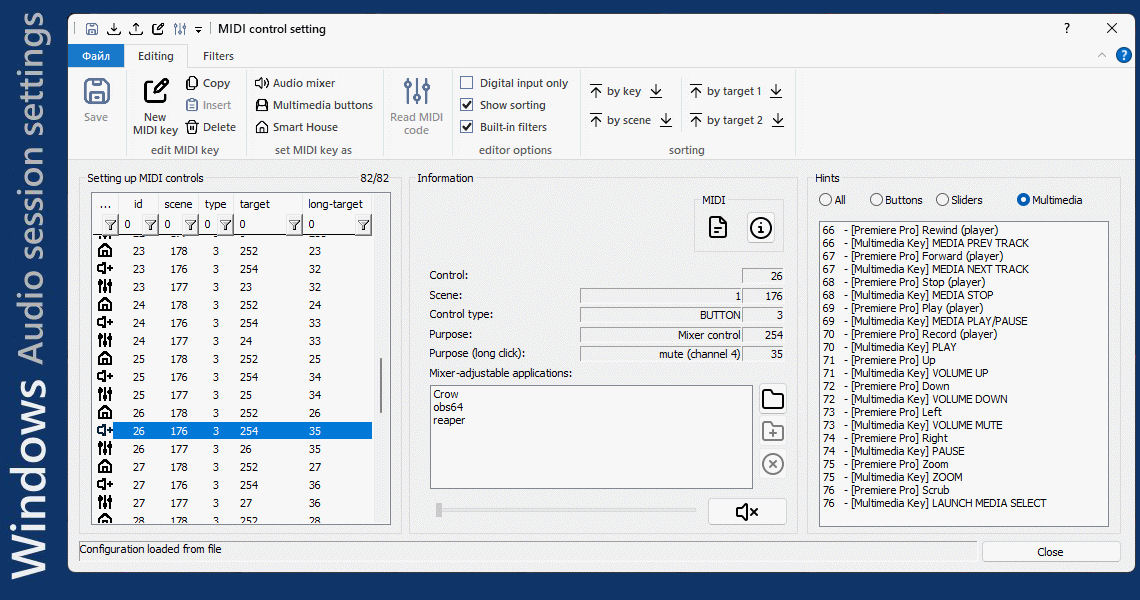 Windows Audio session settings
MIDI control setting
?
Файл Editing Filters
?
Save
New MIDI key
Copy
Insert
Delete
edit MIDI key
Audio mixer
Multimedia buttons
Smart House
set MIDI key as
Read MIDI code
Digital input only
Show sorting
Built-in filters
editor options
by key
by scene
by target 1
by target 2
sorting
Setting up MIDI controls 82/82
... id scene type target long-target
0 0 0 0 0
23 178 3 252 23
23 176 3 254 32
23 177 3 23 32
24 178 3 252 24
24 176 3 254 33
24 177 3 24 33
25 178 3 252 25
25 176 3 254 34
25 177 3 25 34
26 178 3 252 26
26 176 3 254 35
26 177 3 26 35
27 178 3 252 27
27 176 3 254 36
27 177 3 27 36
28 178 3 252 28
Information
MIDI
Control: 26
Scene: 1 176
Control type: BUTTON 3
Purpose: Mixer control 254
Purpose (long click): mute (channel 4) 35
Mixer-adjustable applications:
Crow
obs64
reaper
Hints
All Buttons Sliders Multimedia
66 - [Premiere Pro] Rewind (player)
66 - [Multimedia Key] MEDIA PREV TRACK
67 - [Premiere Pro] Forward (player)
67 - [Multimedia Key] MEDIA NEXT TRACK
68 - [Premiere Pro] Stop (player)
68 - [Multimedia Key] MEDIA STOP
69 - [Premiere Pro] Play (player)
69 - [Multimedia Key] MEDIA PLAY/PAUSE
70 - [Premiere Pro] Record (player)
70 - [Multimedia Key] PLAY
71 - [Premiere Pro] Up
71 - [Multimedia Key] VOLUME UP
72 - [Premiere Pro] Down
72 - [Multimedia Key] VOLUME DOWN
73 - [Premiere Pro] Left
73 - [Multimedia Key] VOLUME MUTE
74 - [Premiere Pro] Right
74 - [Multimedia Key] PAUSE
75 - [Premiere Pro] Zoom
75 - [Multimedia Key] ZOOM
76 - [Premiere Pro] Scrub
76 - [Multimedia Key] LAUNCH MEDIA SELECT
Configuration loaded from file
Close